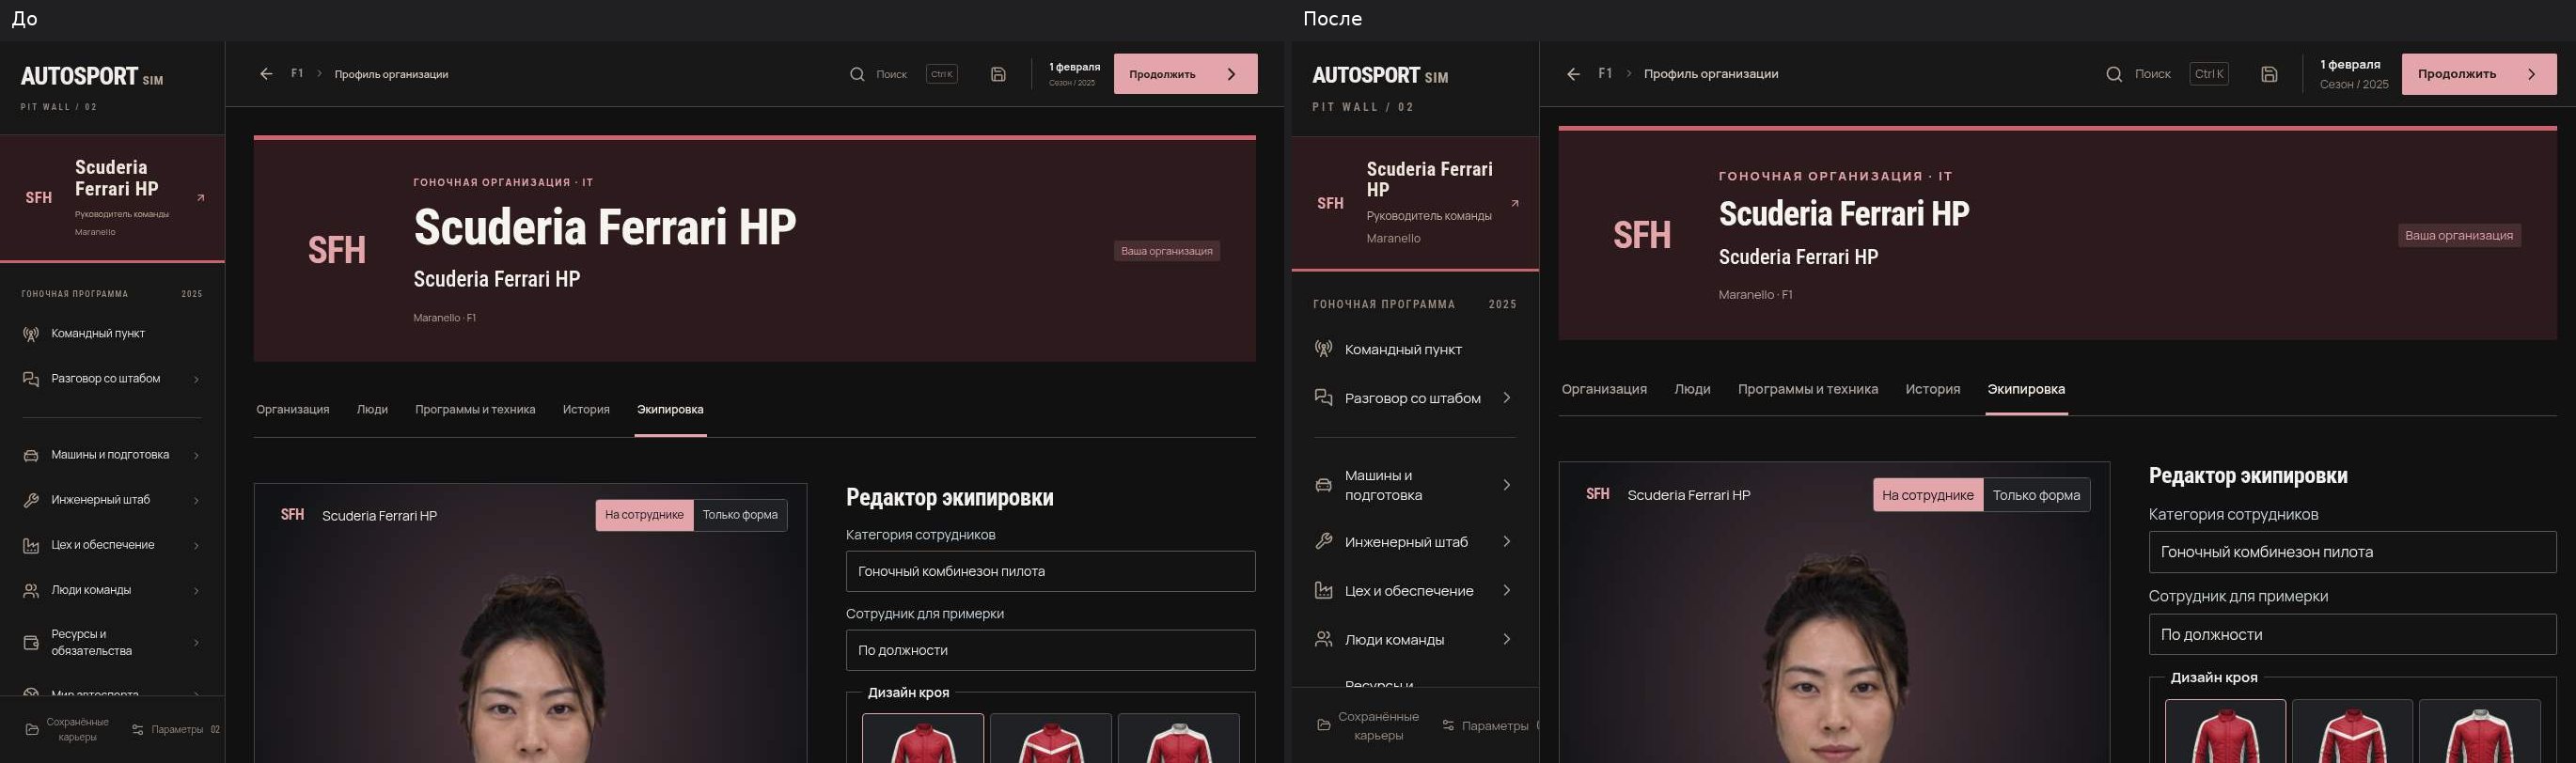 До
AUTOSPORT SIM
PIT WALL / 02
SFH
Scuderia
Ferrari HP
Руководитель команды
Maranello
ГОНОЧНАЯ ПРОГРАММА 2025
Командный пункт
Разговор со штабом
Машины и подготовка
Инженерный штаб
Цех и обеспечение
Люди команды
Ресурсы и
обязательства
Мир автоспорта
Сохранённые
карьеры
Параметры 02
F1 Профиль организации
Поиск Ctrl K
1 февраля
Сезон / 2025
Продолжить
ГОНОЧНАЯ ОРГАНИЗАЦИЯ · IT
SFH
Scuderia Ferrari HP
Scuderia Ferrari HP
Maranello · F1
Ваша организация
Организация Люди Программы и техника История Экипировка
SFH Scuderia Ferrari HP
На сотруднике Только форма
Редактор экипировки
Категория сотрудников
Гоночный комбинезон пилота
Сотрудник для примерки
По должности
Дизайн кроя
После
AUTOSPORT SIM
PIT WALL / 02
SFH
Scuderia Ferrari
HP
Руководитель команды
Maranello
ГОНОЧНАЯ ПРОГРАММА 2025
Командный пункт
Разговор со штабом
Машины и
подготовка
Инженерный штаб
Цех и обеспечение
Люди команды
Ресурсы и
Сохранённые
карьеры
Параметры
F1 Профиль организации
Поиск Ctrl K
1 февраля
Сезон / 2025
Продолжить
ГОНОЧНАЯ ОРГАНИЗАЦИЯ · IT
SFH
Scuderia Ferrari HP
Scuderia Ferrari HP
Maranello · F1
Ваша организация
Организация Люди Программы и техника История Экипировка
SFH Scuderia Ferrari HP
На сотруднике Только форма
Редактор экипировки
Категория сотрудников
Гоночный комбинезон пилота
Сотрудник для примерки
По должности
Дизайн кроя